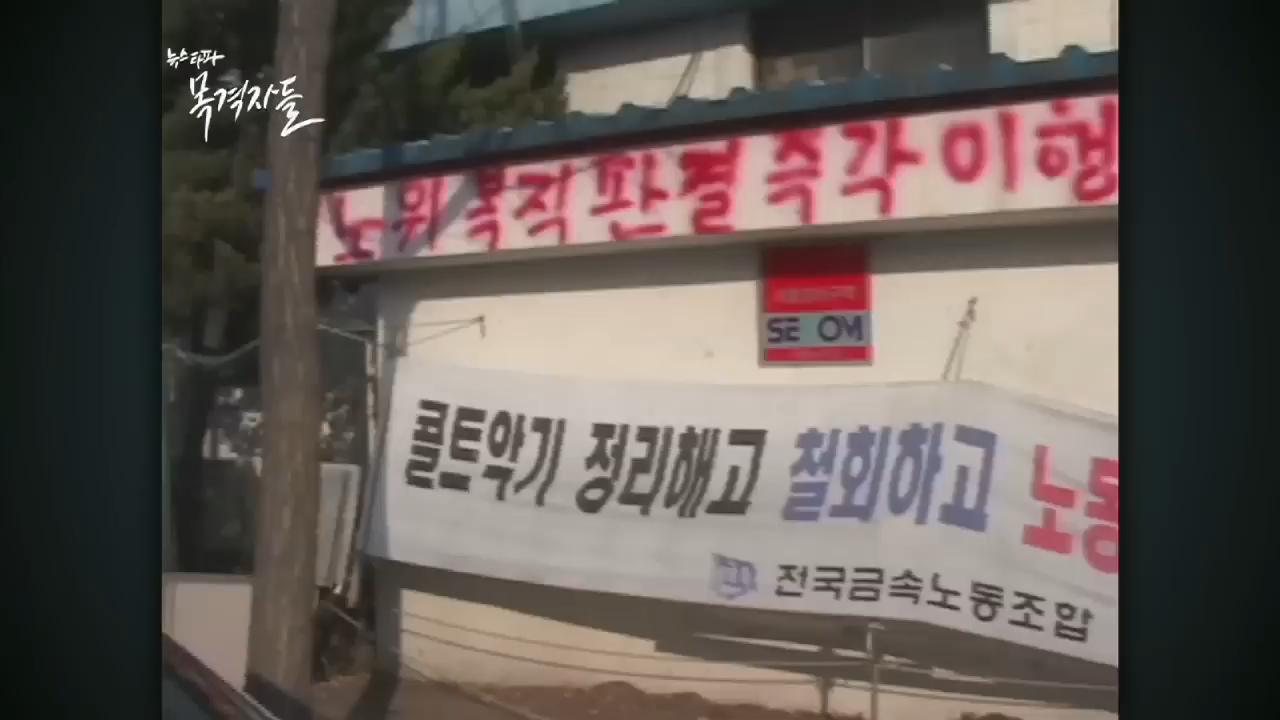 뉴스타파
목격자들
노위 복직 판결 즉각 이행
SE OM
콜트악기 정리해고 철회하고 노동
전국금속노동조합